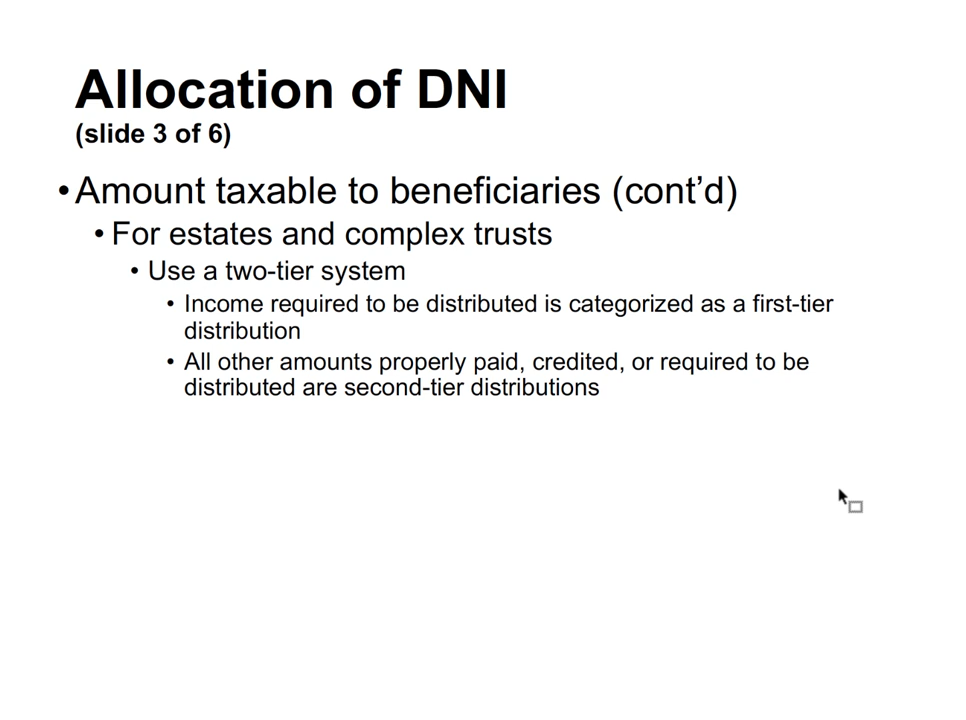 Allocation of DNI
(slide 3 of 6)
•Amount taxable to beneficiaries (cont’d)
• For estates and complex trusts
• Use a two-tier system
• Income required to be distributed is categorized as a first-tier
distribution
• All other amounts properly paid, credited, or required to be
distributed are second-tier distributions